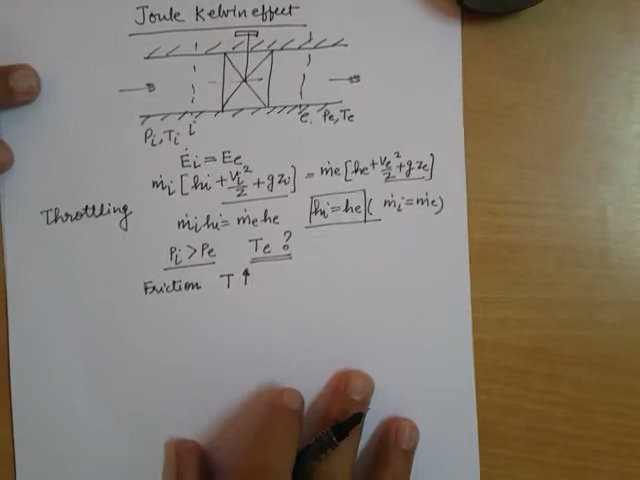 Joule Kelvin effect
Pi, Ti i e. Pe, Te
Ėi = Ėe
ṁi [hi + Vi²/2 + gzi] = ṁe [he + Ve²/2 + gze]
Throttling ṁi hi = ṁe he hi = he (ṁi = ṁe)
Pi > Pe Te ?
Friction T ↑